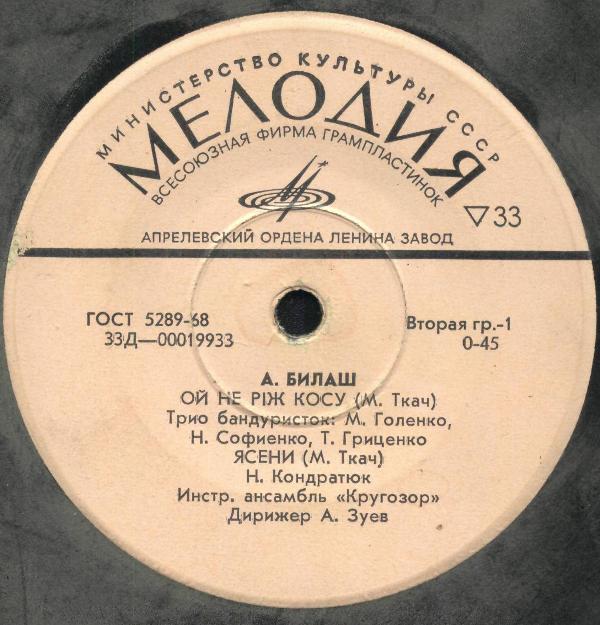 МИНИСТЕРСТВО КУЛЬТУРЫ СССР
МЕЛОДИЯ
ВСЕСОЮЗНАЯ ФИРМА ГРАМПЛАСТИНОК
33
АПРЕЛЕВСКИЙ ОРДЕНА ЛЕНИНА ЗАВОД
ГОСТ 5289-68
33Д—00019933
Вторая гр.-1
0-45
А. БИЛАШ
ОЙ НЕ РІЖ КОСУ (М. Ткач)
Трио бандуристок: М. Голенко,
Н. Софиенко, Т. Гриценко
ЯСЕНИ (М. Ткач)
Н. Кондратюк
Инстр. ансамбль «Кругозор»
Дирижер А. Зуев